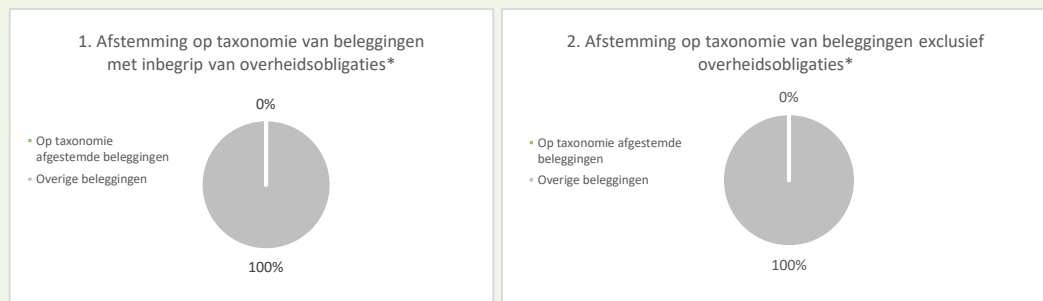 1. Afstemming op taxonomie van beleggingen
met inbegrip van overheidsobligaties*
0%
Op taxonomie
afgestemde beleggingen
Overige beleggingen
100%
2. Afstemming op taxonomie van beleggingen exclusief
overheidsobligaties*
0%
Op taxonomie afgestemde
beleggingen
Overige beleggingen
100%